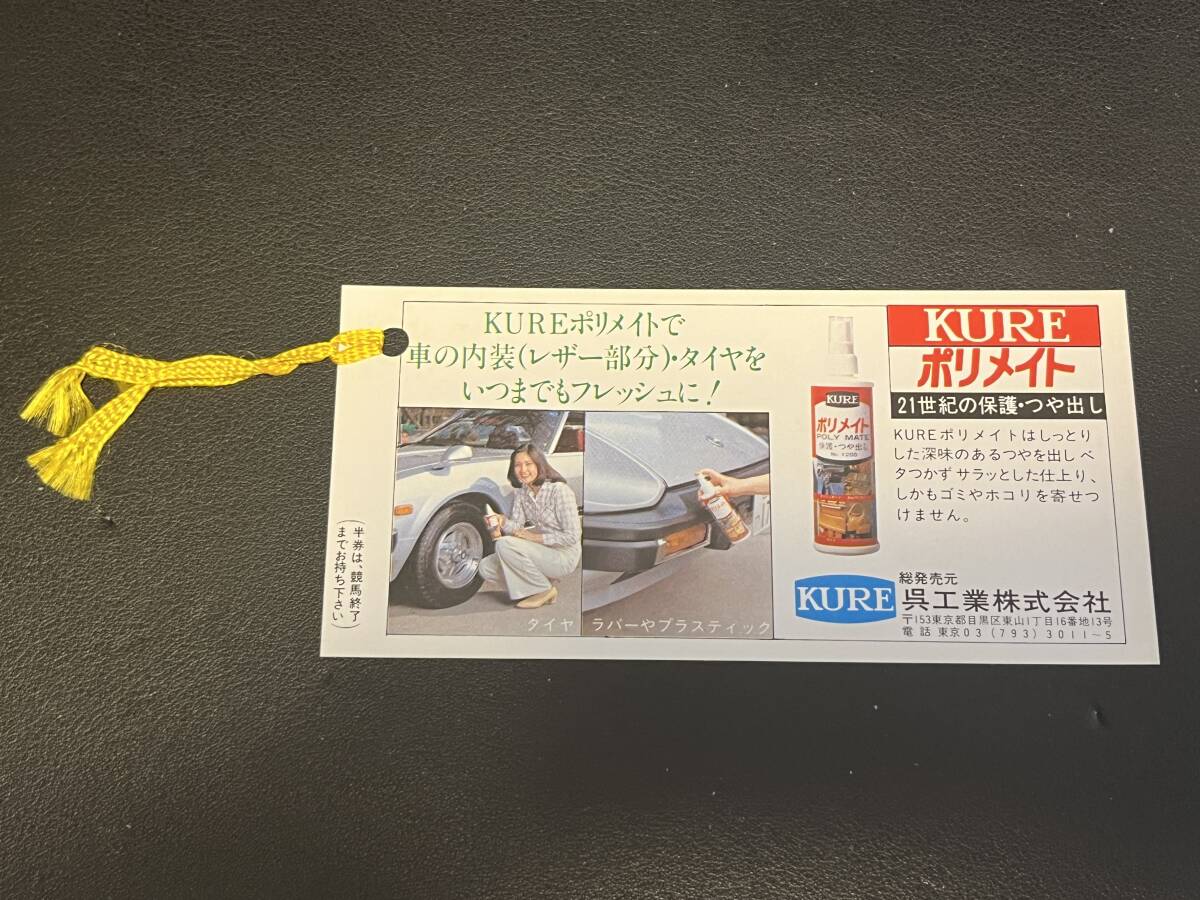 KUREポリメイトで
車の内装(レザー部分)・タイヤを
いつまでもフレッシュに!
タイヤ
ラバーやプラスティック
(半券は、競馬終了
までお持ち下さい)
KURE
ポリメイト
POLY MATE
保護・つや出し
No. 1205
KURE
ポリメイト
21世紀の保護・つや出し
KUREポリメイトはしっとり
した深味のあるつやを出しベ
タつかずサラッとした仕上り、
しかもゴミやホコリを寄せつ
けません。
KURE
総発売元
呉工業株式会社
〒153東京都目黒区東山1丁目16番地13号
電話 東京03(793)3011~5